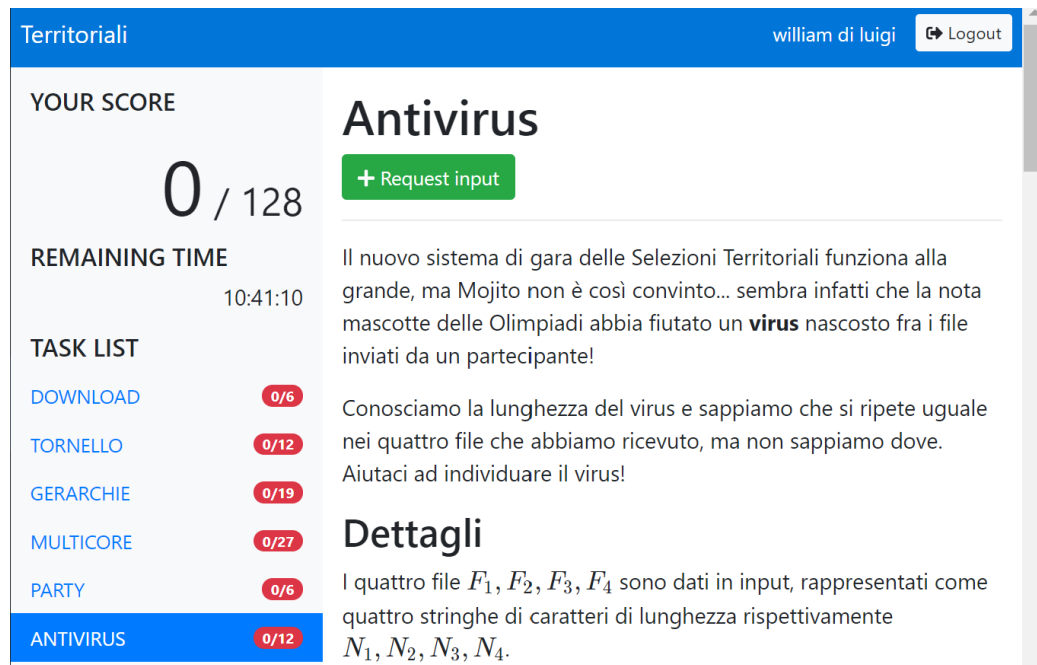 Territoriali
william di luigi
Logout
YOUR SCORE
0 / 128
REMAINING TIME
10:41:10
TASK LIST
DOWNLOAD 0/6
TORNELLO 0/12
GERARCHIE 0/19
MULTICORE 0/27
PARTY 0/6
ANTIVIRUS 0/12
Antivirus
+ Request input
Il nuovo sistema di gara delle Selezioni Territoriali funziona alla
grande, ma Mojito non è così convinto... sembra infatti che la nota
mascotte delle Olimpiadi abbia fiutato un virus nascosto fra i file
inviati da un partecipante!
Conosciamo la lunghezza del virus e sappiamo che si ripete uguale
nei quattro file che abbiamo ricevuto, ma non sappiamo dove.
Aiutaci ad individuare il virus!
Dettagli
I quattro file F₁, F₂, F₃, F₄ sono dati in input, rappresentati come
quattro stringhe di caratteri di lunghezza rispettivamente
N₁, N₂, N₃, N₄.